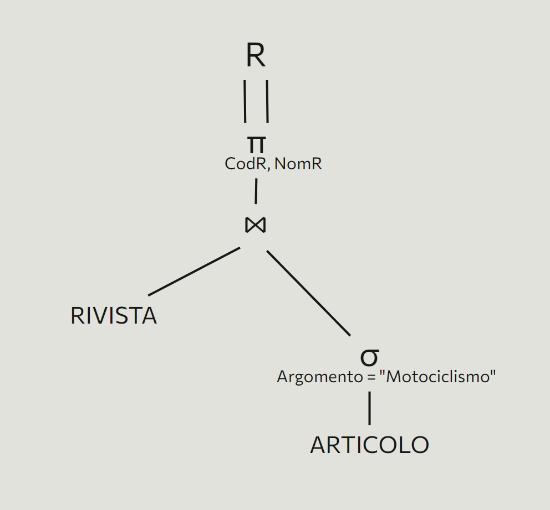 R
π
CodR, NomR
⋈
RIVISTA
σ
Argomento = "Motociclismo"
ARTICOLO